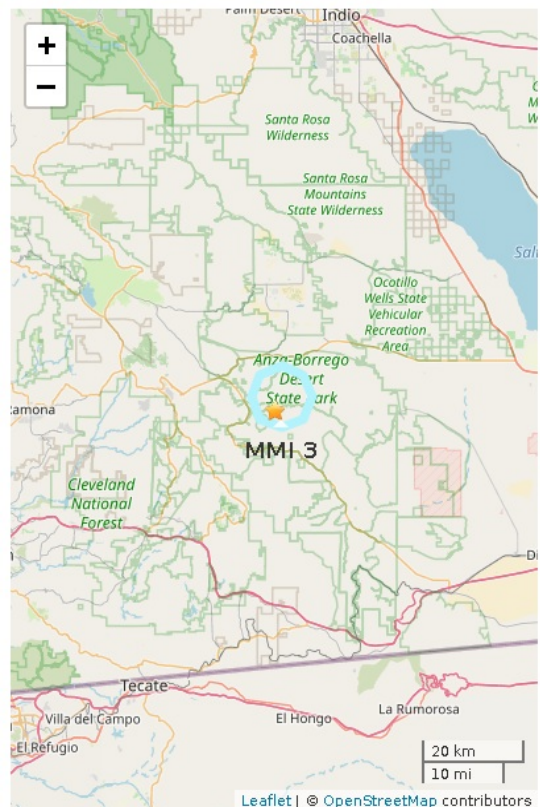 Palm Desert
Indio
Coachella
+
−
Santa Rosa
Wilderness
Santa Rosa
Mountains
State Wilderness
Ocotillo
Wells State
Vehicular
Recreation
Area
Anza-Borrego
Desert
State Park
MMI 3
Cleveland
National
Forest
Tecate
Villa del Campo
El Refugio
El Hongo
La Rumorosa
20 km
10 mi
Leaflet | © OpenStreetMap contributors